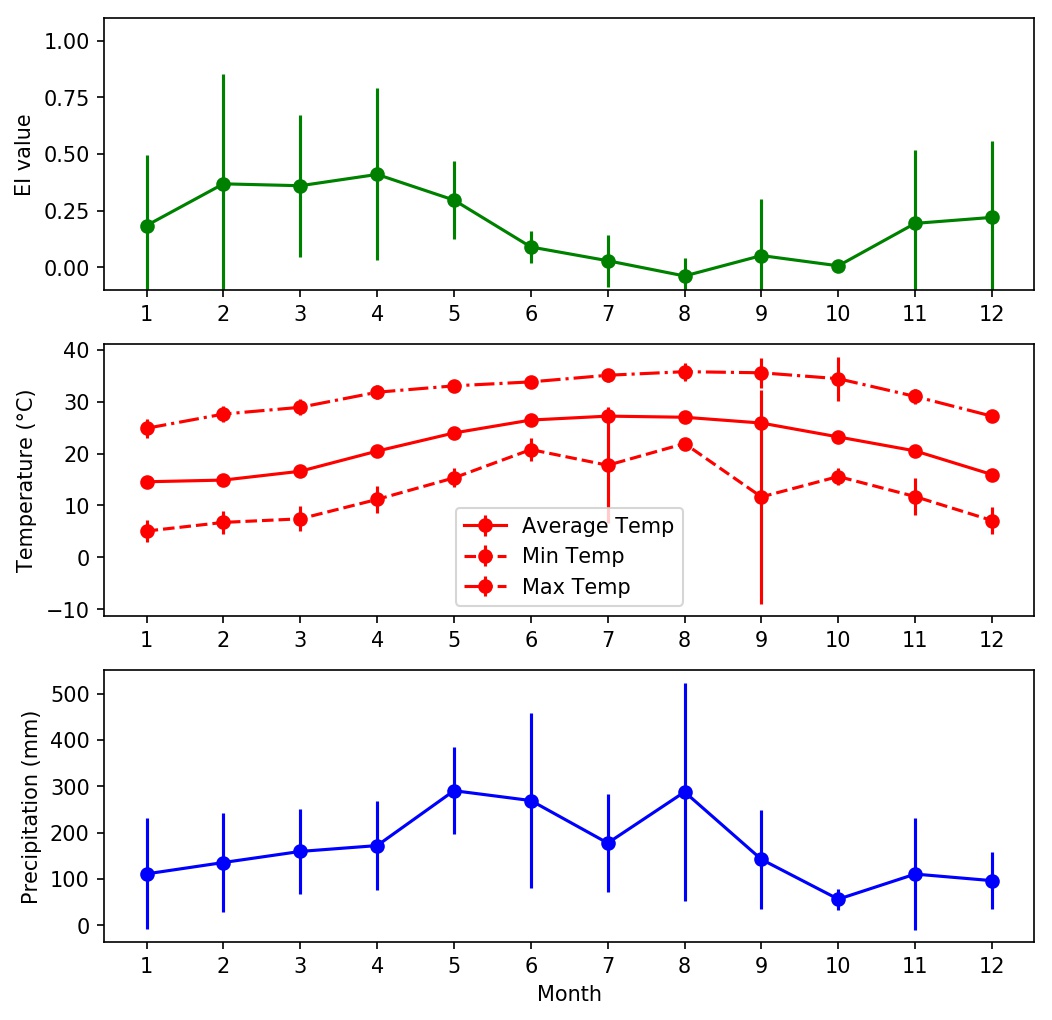 EI value
1.00
0.75
0.50
0.25
0.00
1 2 3 4 5 6 7 8 9 10 11 12
Temperature (°C)
40
30
20
10
0
−10
Average Temp
Min Temp
Max Temp
1 2 3 4 5 6 7 8 9 10 11 12
Precipitation (mm)
500
400
300
200
100
0
1 2 3 4 5 6 7 8 9 10 11 12
Month